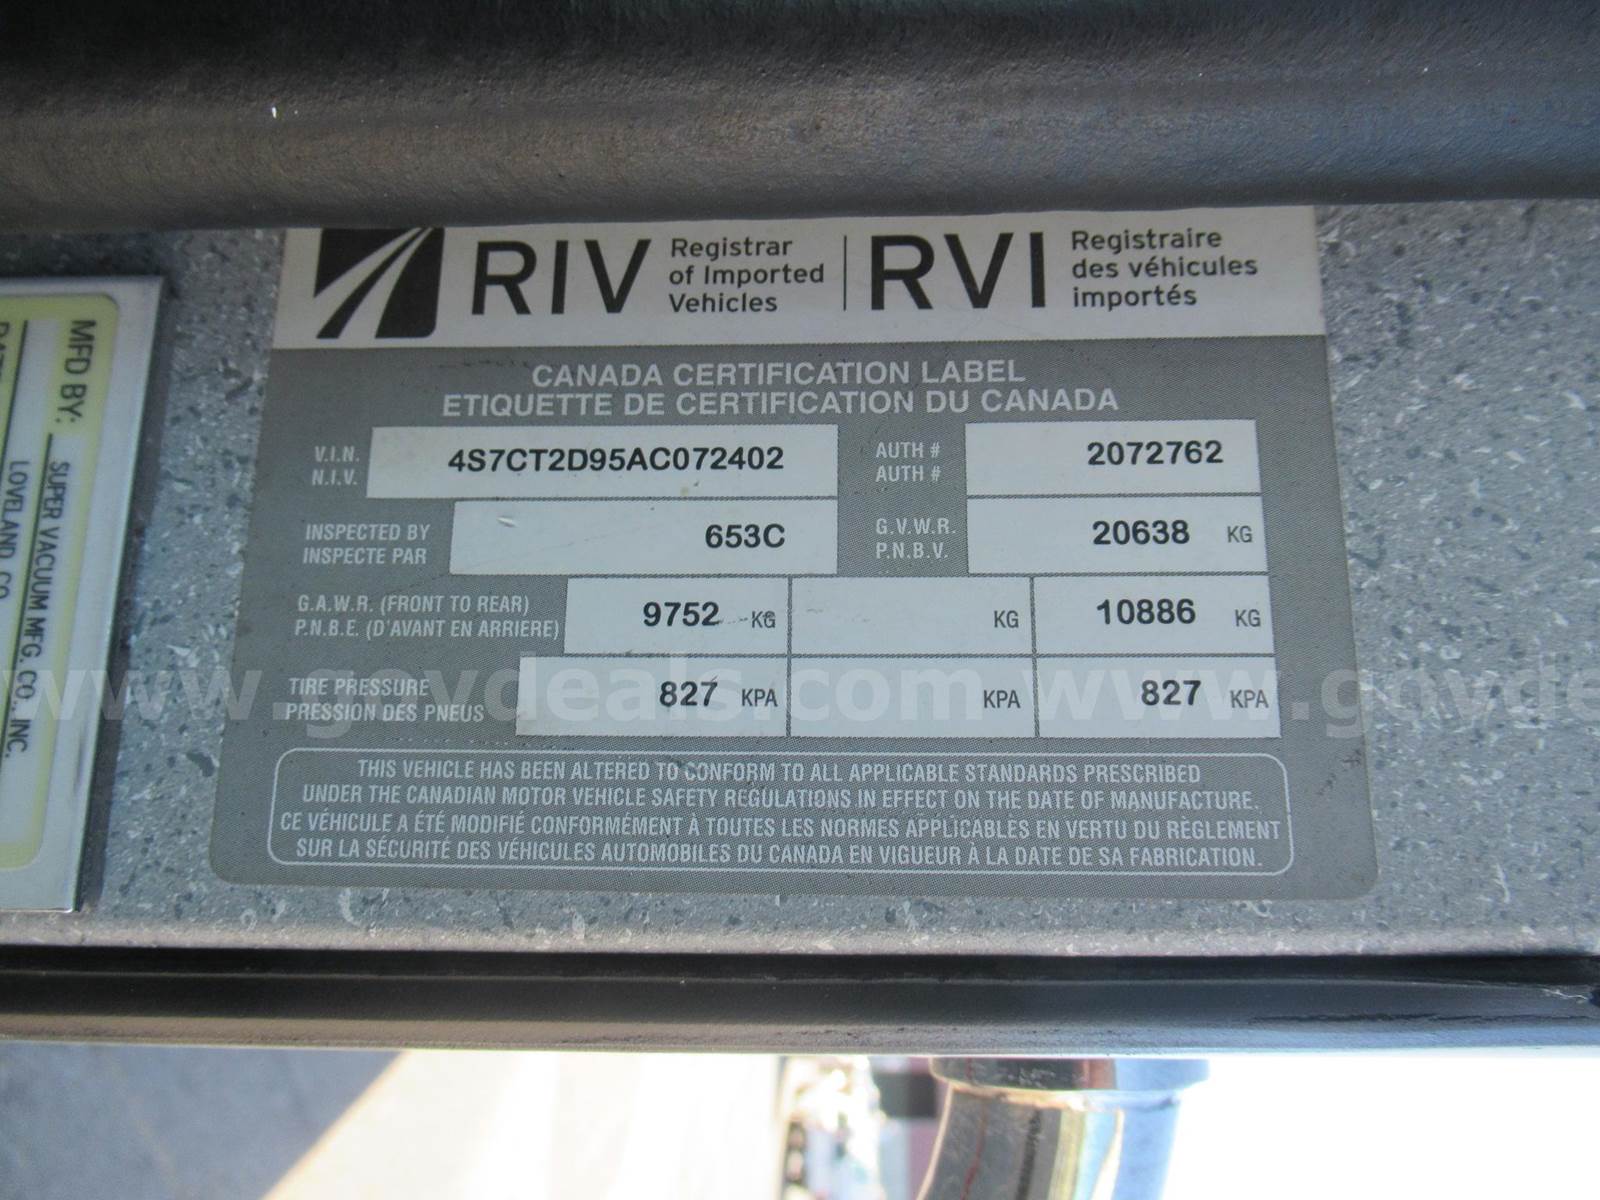 RIV Registrar of Imported Vehicles
RVI Registraire des véhicules importés
CANADA CERTIFICATION LABEL
ETIQUETTE DE CERTIFICATION DU CANADA
V.I.N. 4S7CT2D95AC072402 AUTH # 2072762
N.I.V. AUTH #
INSPECTED BY 653C G.V.W.R. 20638 KG
INSPECTE PAR P.N.B.V.
G.A.W.R. (FRONT TO REAR) 9752 KG KG 10886 KG
P.N.B.E. (D'AVANT EN ARRIERE)
TIRE PRESSURE 827 KPA KPA 827 KPA
PRESSION DES PNEUS
THIS VEHICLE HAS BEEN ALTERED TO CONFORM TO ALL APPLICABLE STANDARDS PRESCRIBED
UNDER THE CANADIAN MOTOR VEHICLE SAFETY REGULATIONS IN EFFECT ON THE DATE OF MANUFACTURE.
CE VÉHICULE A ÉTÉ MODIFIÉ CONFORMÉMENT À TOUTES LES NORMES APPLICABLES EN VERTU DU RÈGLEMENT
SUR LA SÉCURITÉ DES VÉHICULES AUTOMOBILES DU CANADA EN VIGUEUR À LA DATE DE SA FABRICATION.
MFD BY:
SUPER VACUUM MFG. CO., INC.
LOVELAND, CO
www.govdeals.com www.govde